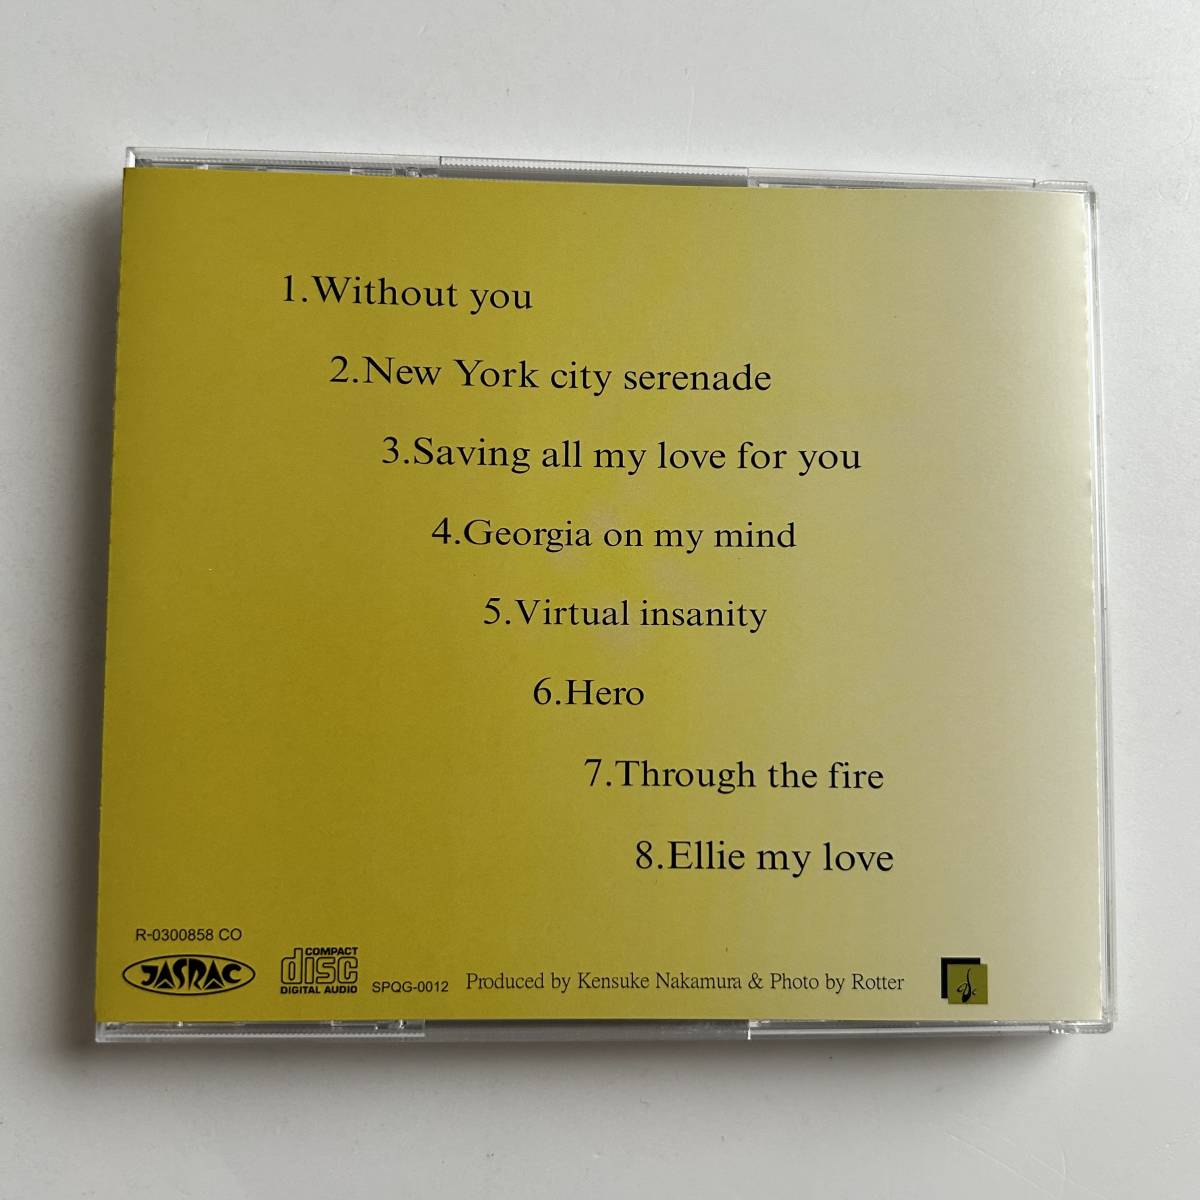 1.Without you
2.New York city serenade
3.Saving all my love for you
4.Georgia on my mind
5.Virtual insanity
6.Hero
7.Through the fire
8.Ellie my love
R-0300858 CO
JASRAC
COMPACT
disc
DIGITAL AUDIO
SPQG-0012
Produced by Kensuke Nakamura & Photo by Rotter